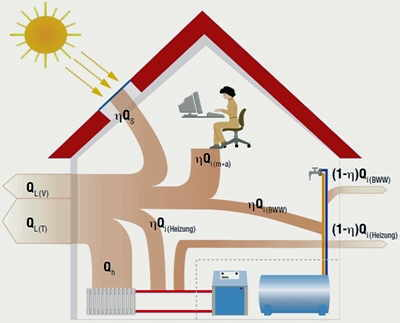 ηQS
ηQi(m+a)
QL(V)
(1-η)Qi(BWW)
ηQi(BWW)
QL(T)
ηQi(Heizung)
(1-η)Qi(Heizung)
Qh